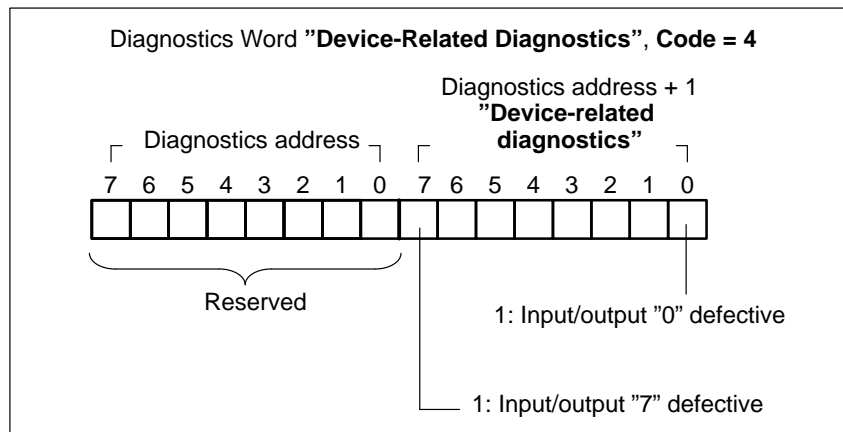 Diagnostics Word ”Device-Related Diagnostics”, Code = 4
Diagnostics address + 1
”Device-related
diagnostics”
Diagnostics address
7 6 5 4 3 2 1 0 7 6 5 4 3 2 1 0
Reserved
1: Input/output ”0” defective
1: Input/output ”7” defective